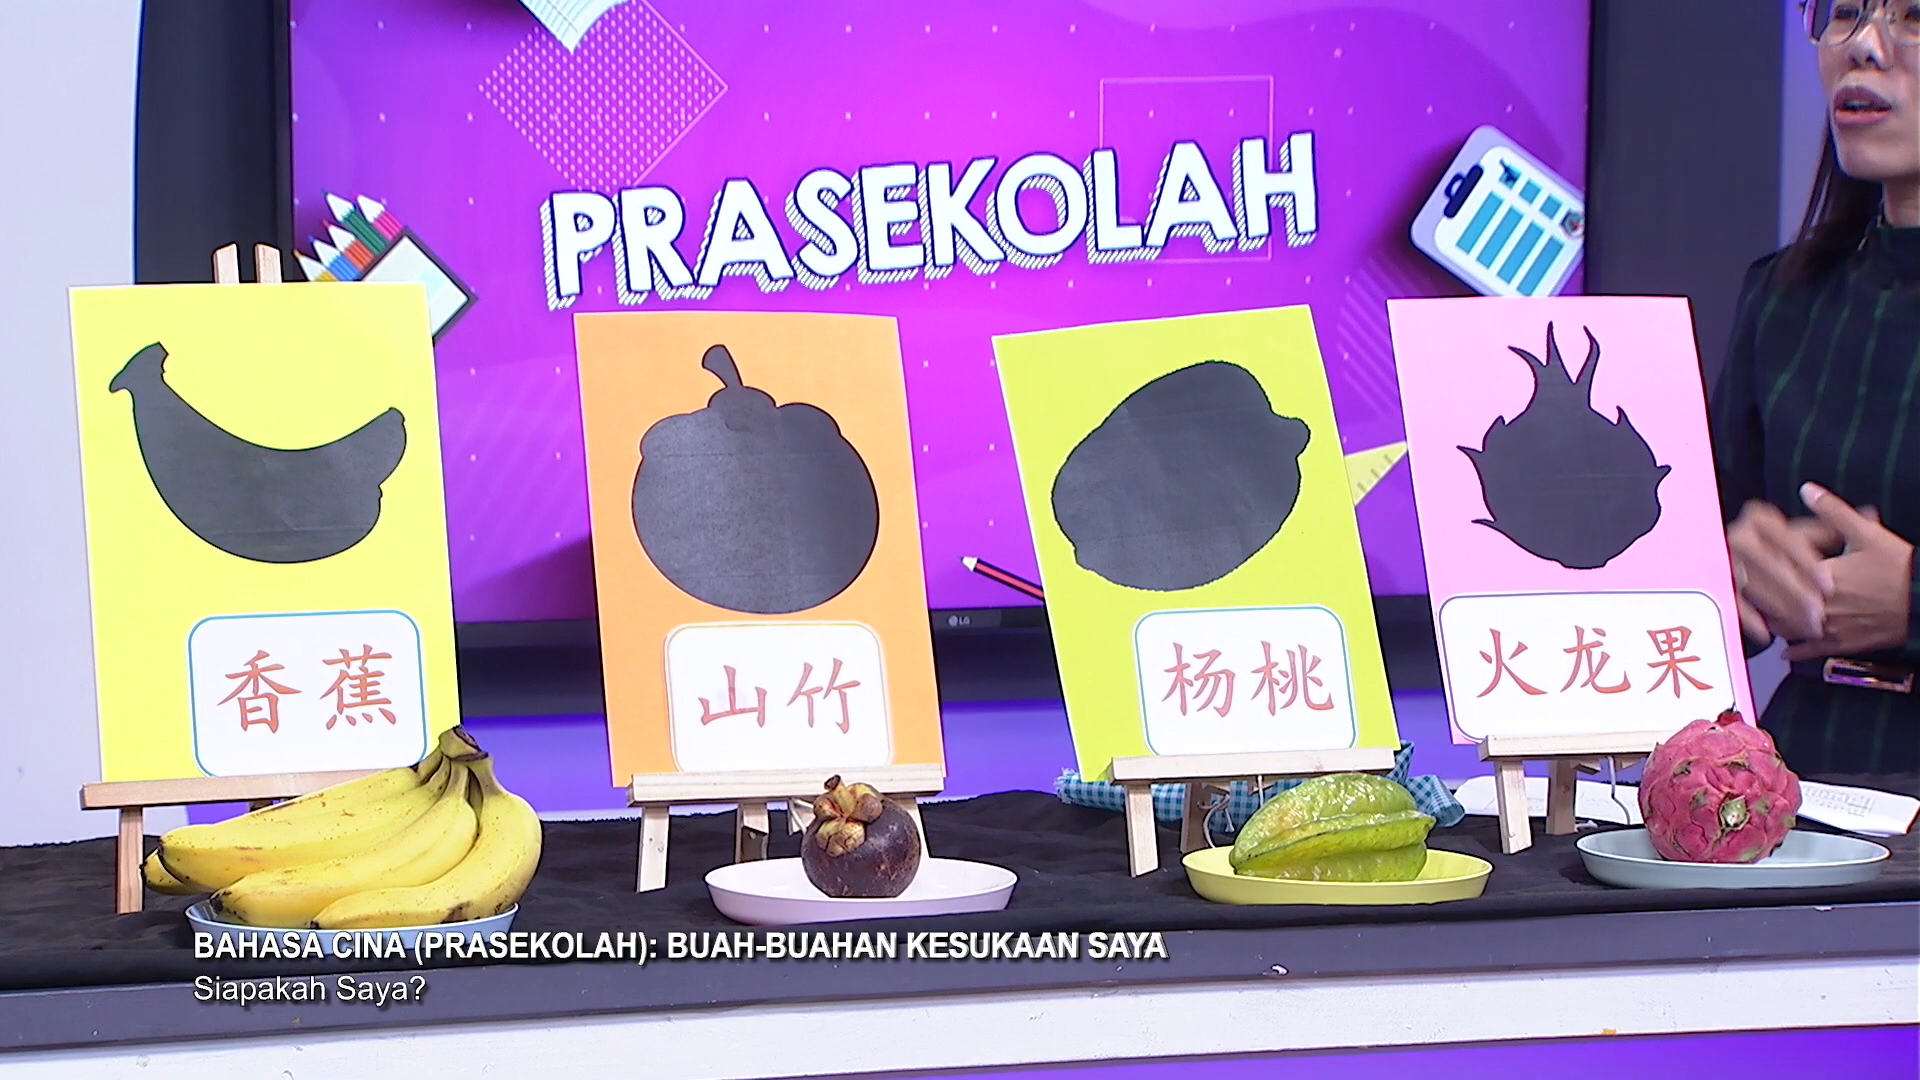 PRASEKOLAH
LG
香蕉
山竹
杨桃
火龙果
BAHASA CINA (PRASEKOLAH): BUAH-BUAHAN KESUKAAN SAYA
Siapakah Saya?